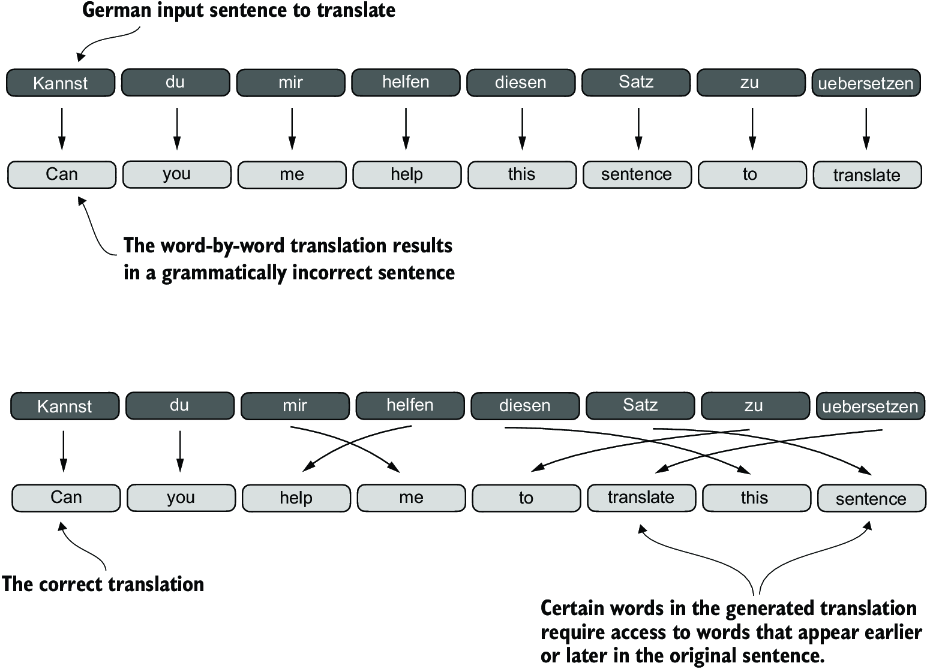 German input sentence to translate
Kannst du mir helfen diesen Satz zu uebersetzen
Can you me help this sentence to translate
The word-by-word translation results
in a grammatically incorrect sentence
Kannst du mir helfen diesen Satz zu uebersetzen
Can you help me to translate this sentence
The correct translation
Certain words in the generated translation
require access to words that appear earlier
or later in the original sentence.